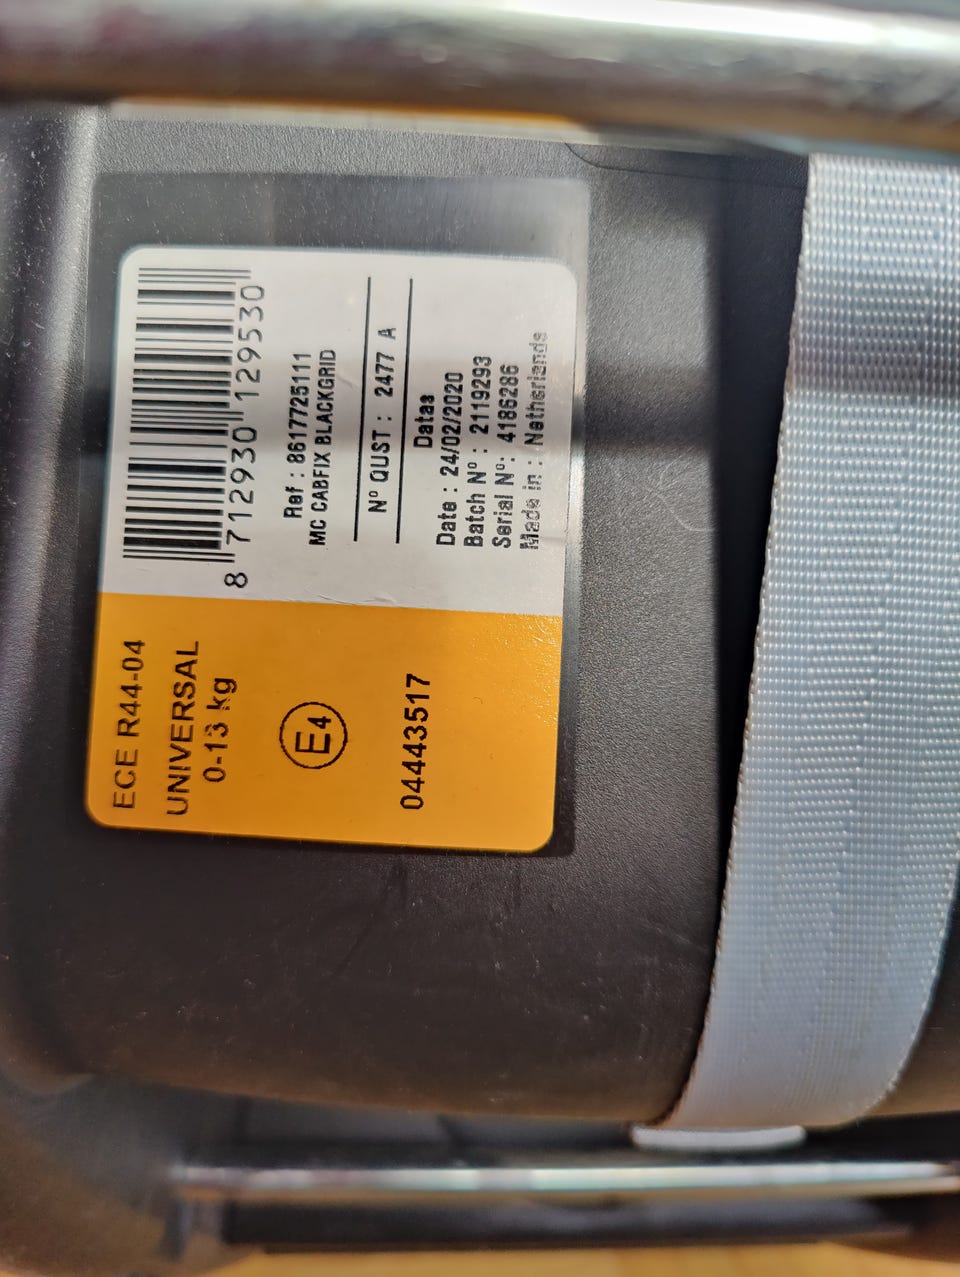 ECE R44-04
UNIVERSAL
0-13 kg
E4
04443517
8 712930 129530
Ref : 8617725111
MC CABFIX BLACKGRID
N° QUST : 2477 A
Datas
Date : 24/02/2020
Batch N° : 2119293
Serial N°: 4186286
Made in : Netherlands